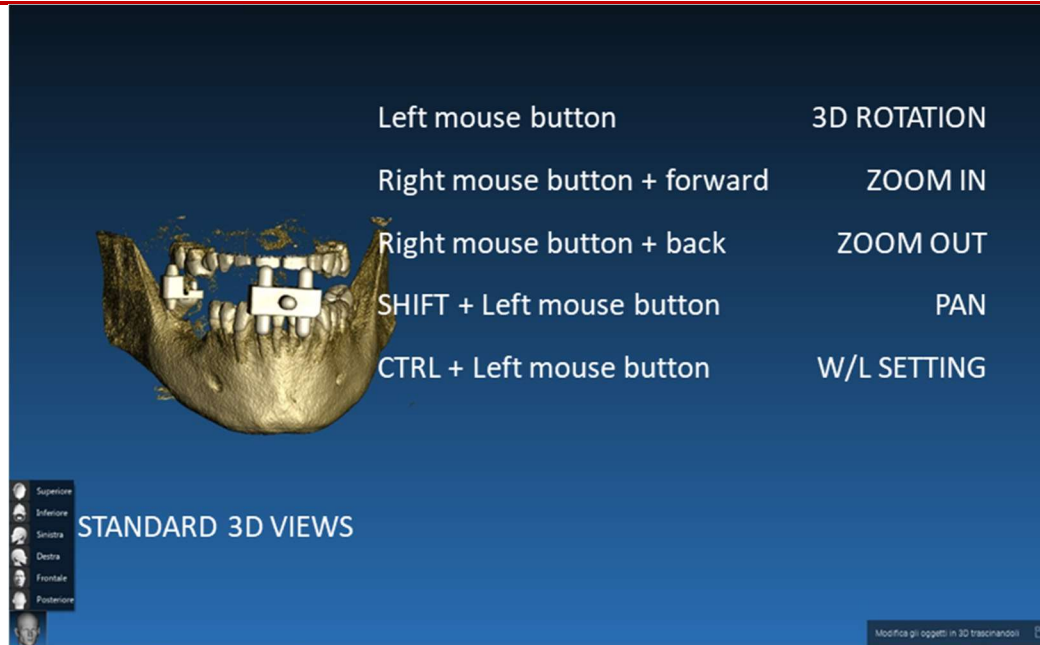 Left mouse button 3D ROTATION
Right mouse button + forward ZOOM IN
Right mouse button + back ZOOM OUT
SHIFT + Left mouse button PAN
CTRL + Left mouse button W/L SETTING
Superiore
Inferiore
Sinistra
STANDARD 3D VIEWS
Destra
Frontale
Posteriore
Modifica gli oggetti in 3D trascinandoli